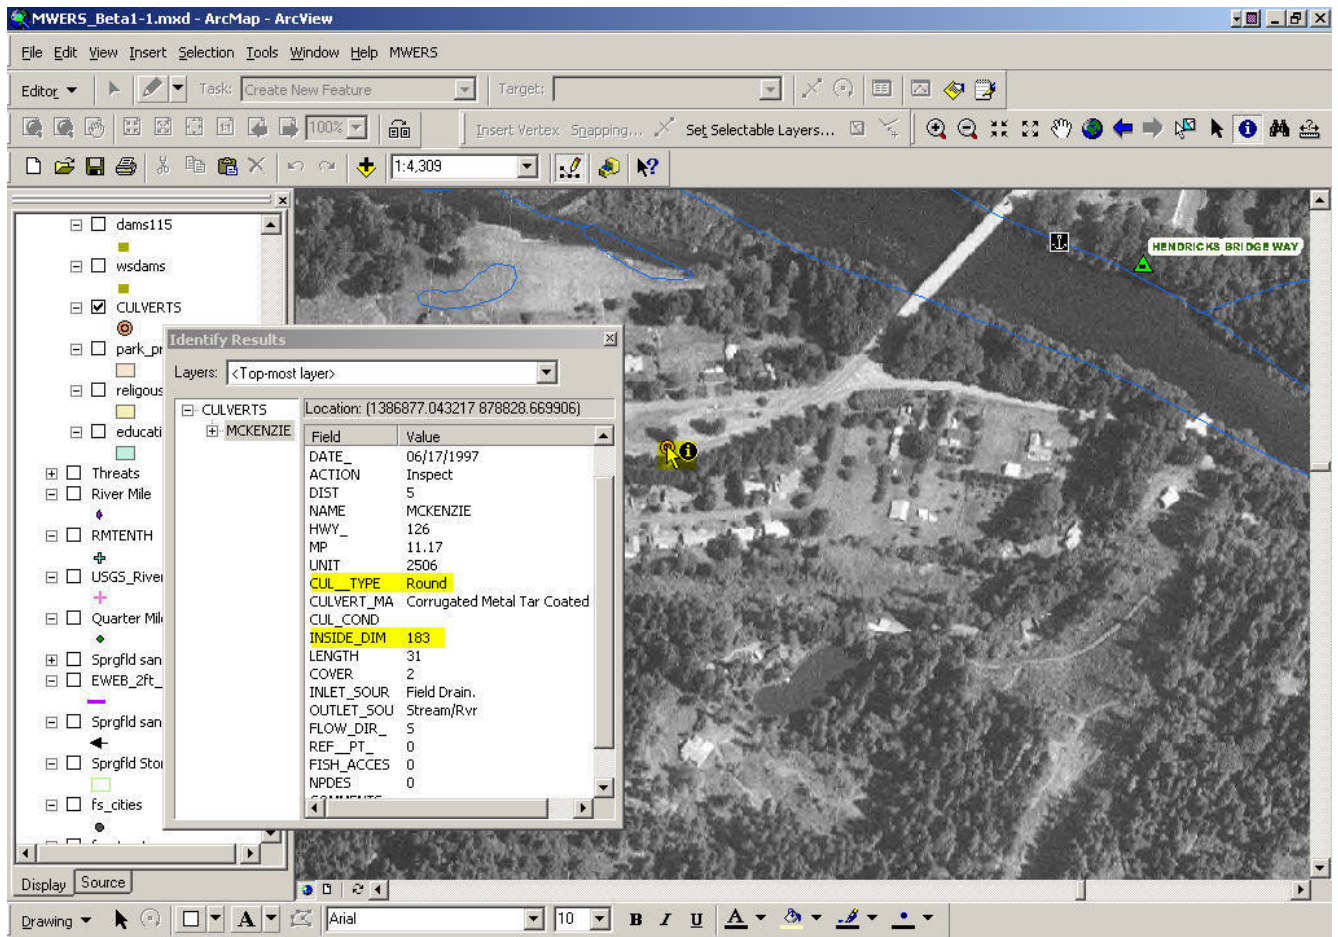 MWERS_Beta1-1.mxd - ArcMap - ArcView
File Edit View Insert Selection Tools Window Help MWERS
Editor Task: Create New Feature Target:
100% Insert Vertex Snapping... Set Selectable Layers...
1:4,309
dams115
wsdams
CULVERTS
park_pr
religous
educati
Threats
River Mile
RMTENTH
USGS_River
Quarter Mil
Sprgfld san
EWEB_2ft_
Sprgfld san
Sprgfld Sto
fs_cities
Display Source
HENDRICKS BRIDGE WAY
Identify Results
Layers: <Top-most layer>
CULVERTS
MCKENZIE
Location: (1386877.043217 878828.669906)
Field Value
DATE_ 06/17/1997
ACTION Inspect
DIST 5
NAME MCKENZIE
HWY_ 126
MP 11.17
UNIT 2506
CUL__TYPE Round
CULVERT_MA Corrugated Metal Tar Coated
CUL_COND
INSIDE_DIM 183
LENGTH 31
COVER 2
INLET_SOUR Field Drain.
OUTLET_SOU Stream/Rvr
FLOW_DIR_ S
REF__PT_ 0
FISH_ACCES 0
NPDES 0
Drawing A Arial 10 B I U A